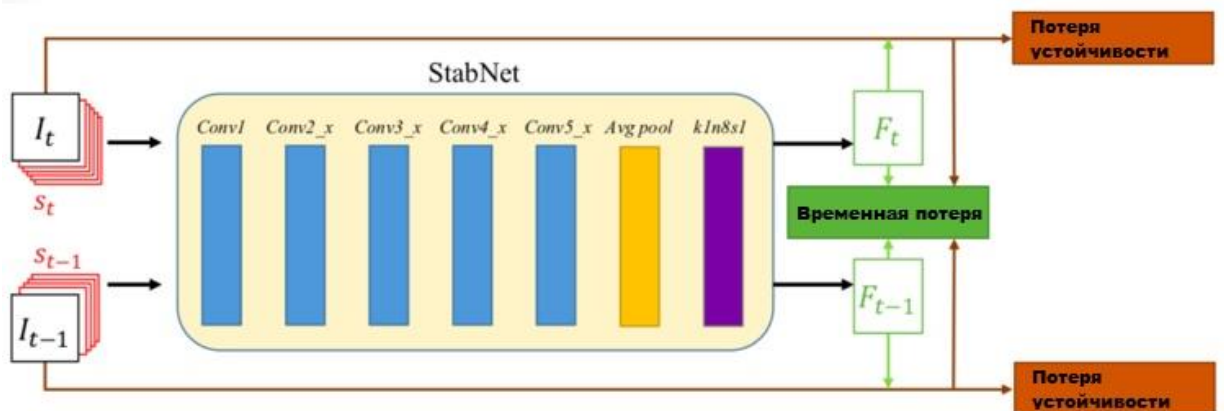 Потеря
устойчивости
StabNet
I_t
s_t
Conv1 Conv2_x Conv3_x Conv4_x Conv5_x Avg pool k1n8s1
F_t
Временная потеря
s_{t-1}
I_{t-1}
F_{t-1}
Потеря
устойчивости